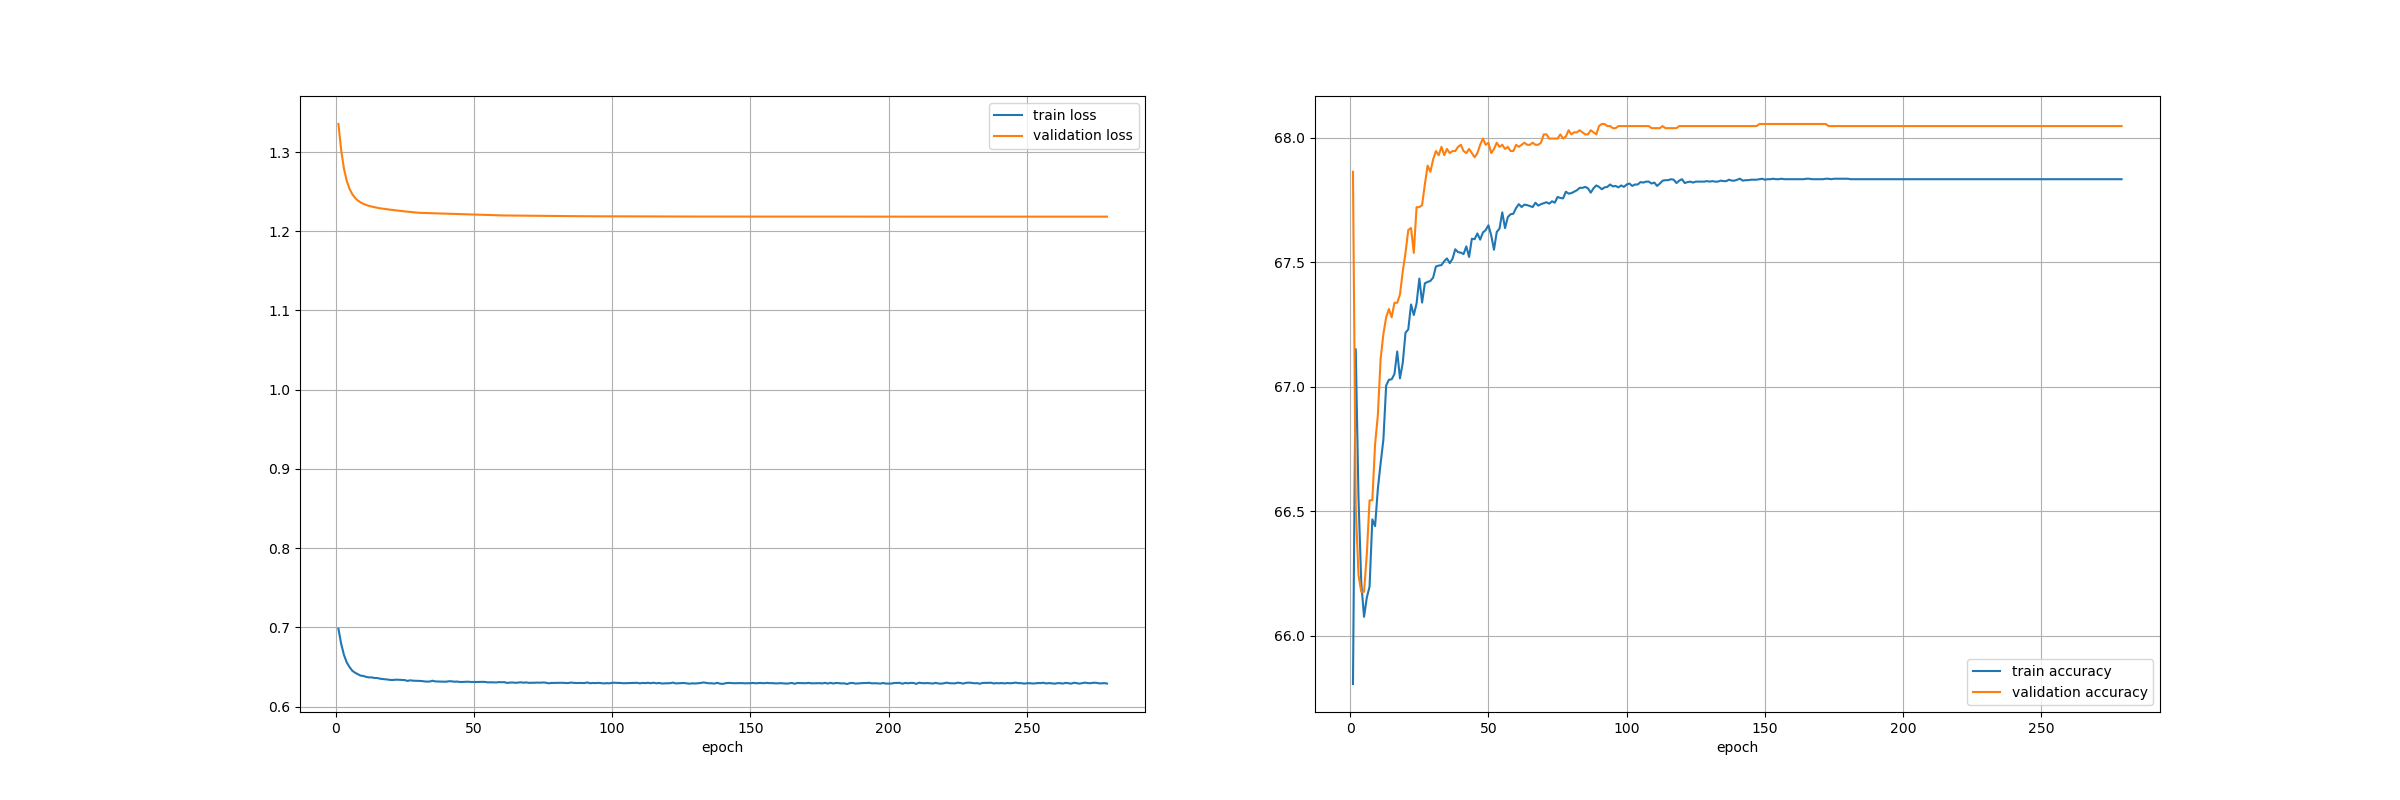 train loss
validation loss
1.3
1.2
1.1
1.0
0.9
0.8
0.7
0.6
0 50 100 150 200 250
epoch
68.0
67.5
67.0
66.5
66.0
train accuracy
validation accuracy
0 50 100 150 200 250
epoch